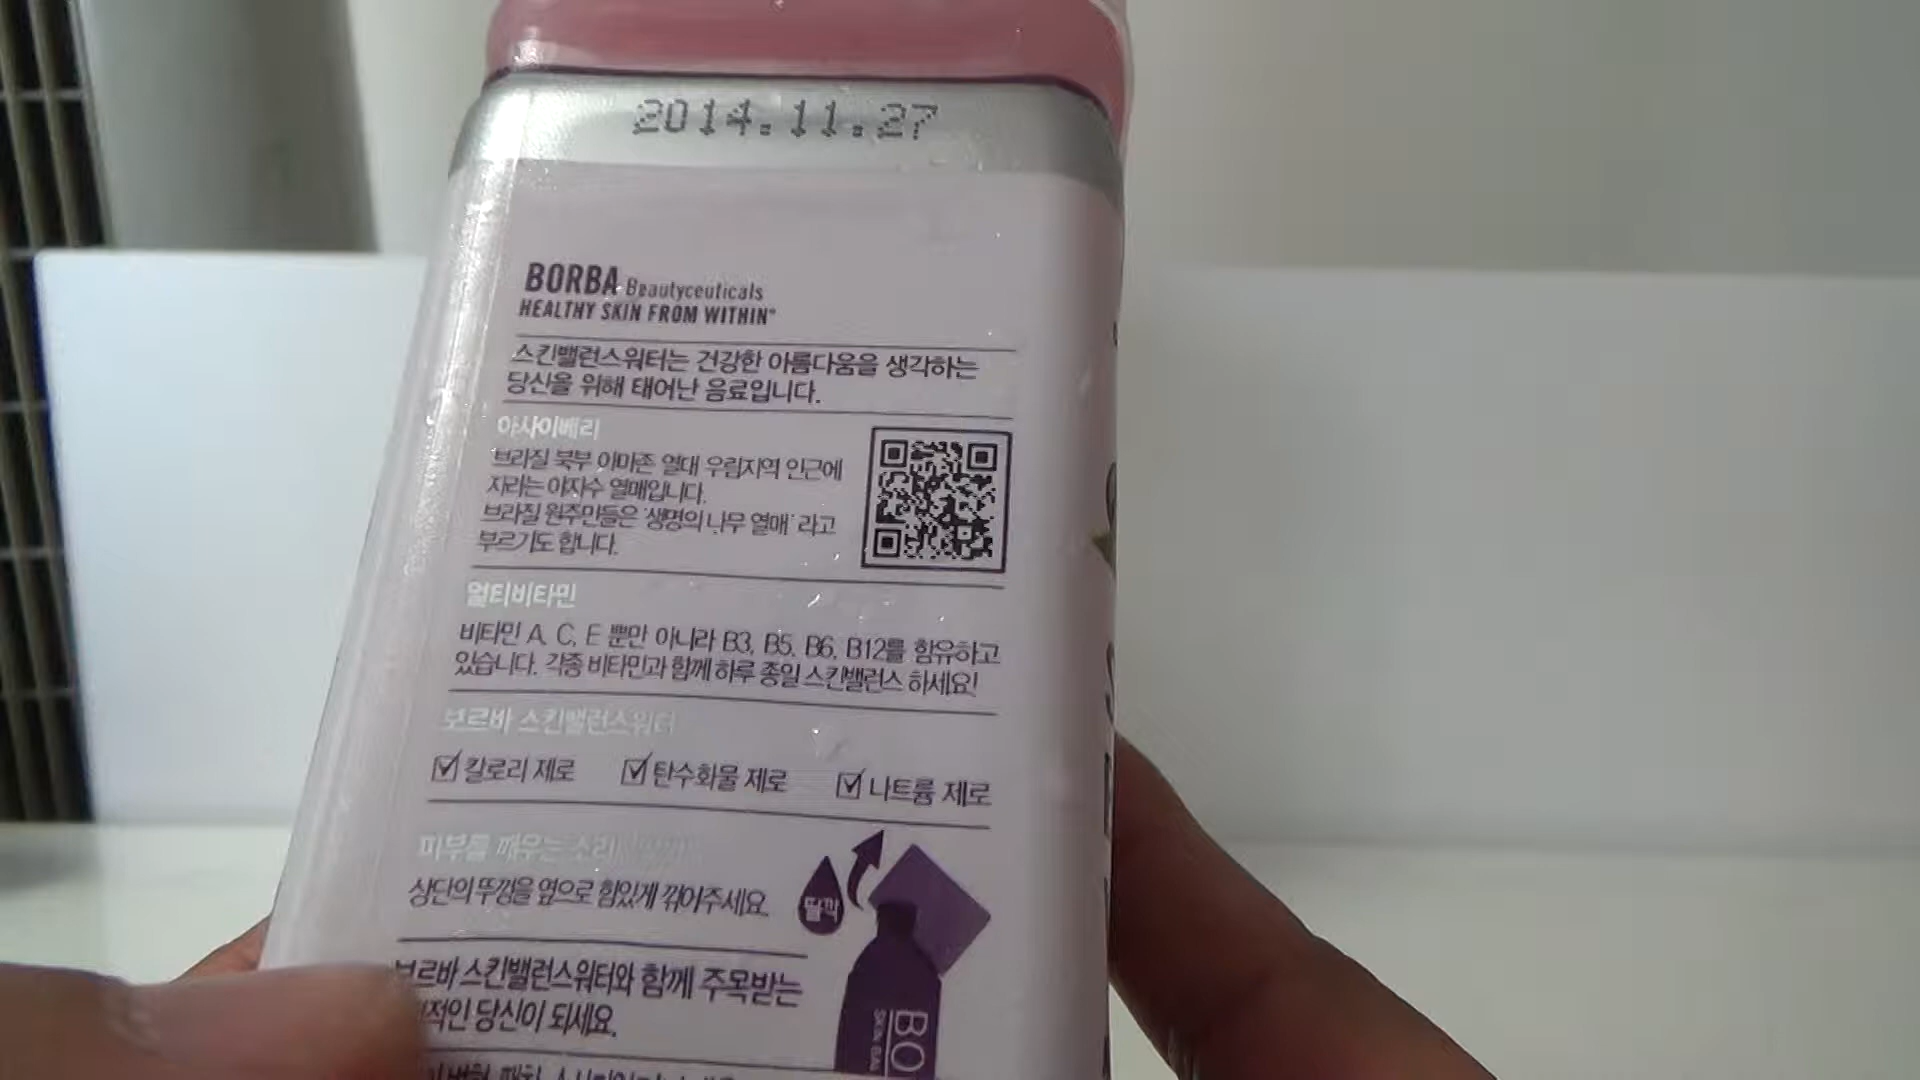 2014.11.27
BORBA Beautyceuticals
HEALTHY SKIN FROM WITHIN®
스킨밸런스워터는 건강한 아름다움을 생각하는
당신을 위해 태어난 음료입니다.
아사이베리
브라질 북부 아마존 열대 우림지역 인근에
자라는 야자수 열매입니다.
브라질 원주민들은 '생명의 나무 열매' 라고
부르기도 합니다.
멀티비타민
비타민 A, C, E 뿐만 아니라 B3, B5, B6, B12를 함유하고
있습니다. 각종 비타민과 함께 하루 종일 스킨밸런스 하세요!
보르바 스킨밸런스워터
칼로리 제로 탄수화물 제로 나트륨 제로
피부를 깨우는 소리
상단의 뚜껑을 옆으로 힘있게 꺾어주세요.
딸깍
보르바 스킨밸런스워터와 함께 주목받는
당신이 되세요.
BO
SKIN BAL